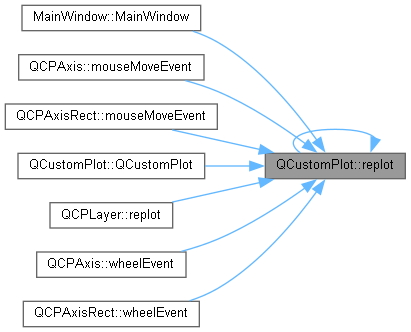 MainWindow::MainWindow
QCPAxis::mouseMoveEvent
QCPAxisRect::mouseMoveEvent
QCustomPlot::QCustomPlot
QCustomPlot::replot
QCPLayer::replot
QCPAxis::wheelEvent
QCPAxisRect::wheelEvent